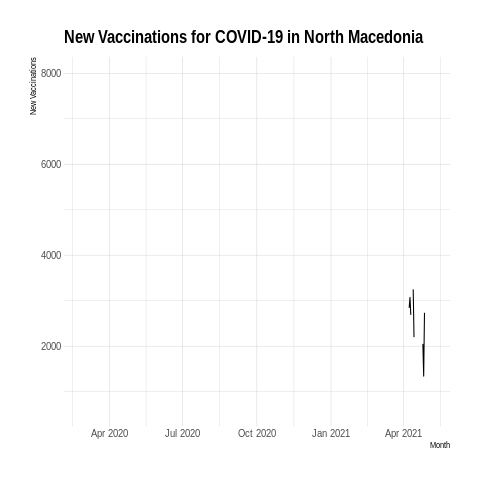 New Vaccinations for COVID-19 in North Macedonia
New Vaccinations
8000
6000
4000
2000
Apr 2020 Jul 2020 Oct 2020 Jan 2021 Apr 2021
Month